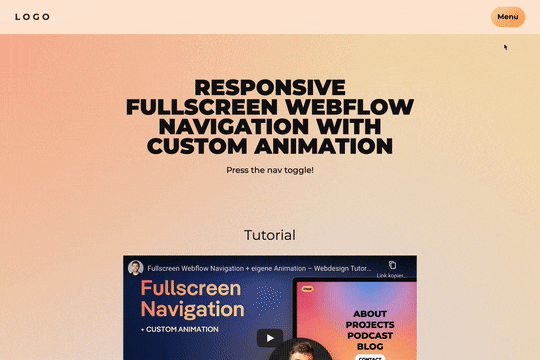 LOGO
Menu
RESPONSIVE
FULLSCREEN WEBFLOW
NAVIGATION WITH
CUSTOM ANIMATION
Press the nav toggle!
Tutorial
Fullscreen Webflow Navigation + eigene Animation – Webdesign Tutor...
Link kopier...
Fullscreen
Navigation
+ CUSTOM ANIMATION
ABOUT
PROJECTS
PODCAST
BLOG
CONTACT